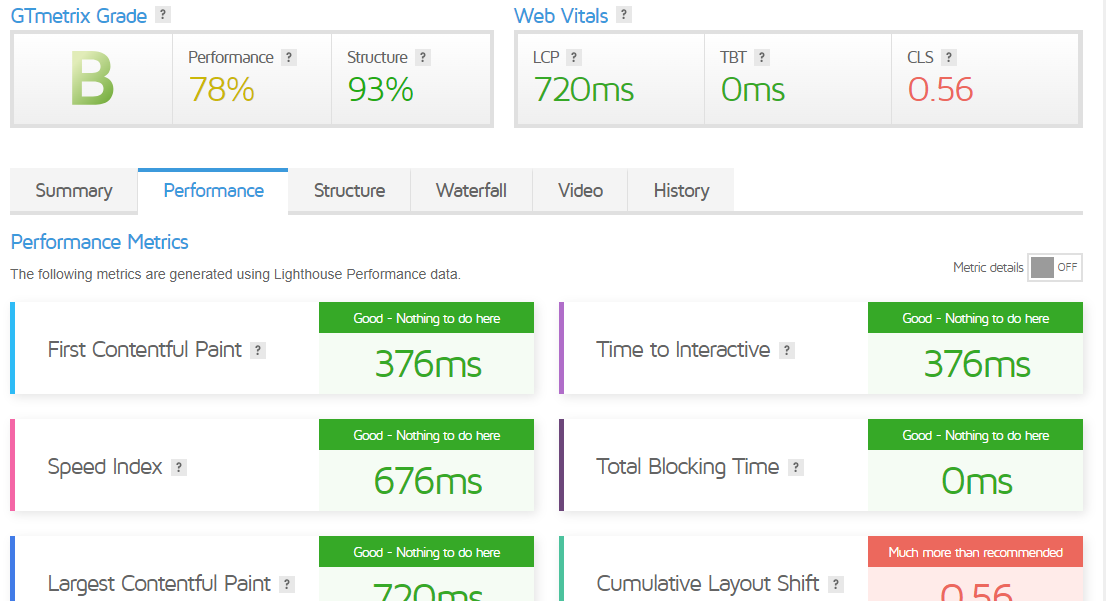 GTmetrix Grade ?
Web Vitals ?
B
Performance ?
78%
Structure ?
93%
LCP ?
720ms
TBT ?
0ms
CLS ?
0.56
Summary
Performance
Structure
Waterfall
Video
History
Performance Metrics
The following metrics are generated using Lighthouse Performance data.
Metric details OFF
First Contentful Paint ?
Good - Nothing to do here
376ms
Time to Interactive ?
Good - Nothing to do here
376ms
Speed Index ?
Good - Nothing to do here
676ms
Total Blocking Time ?
Good - Nothing to do here
0ms
Largest Contentful Paint ?
Good - Nothing to do here
720ms
Cumulative Layout Shift ?
Much more than recommended
0.56